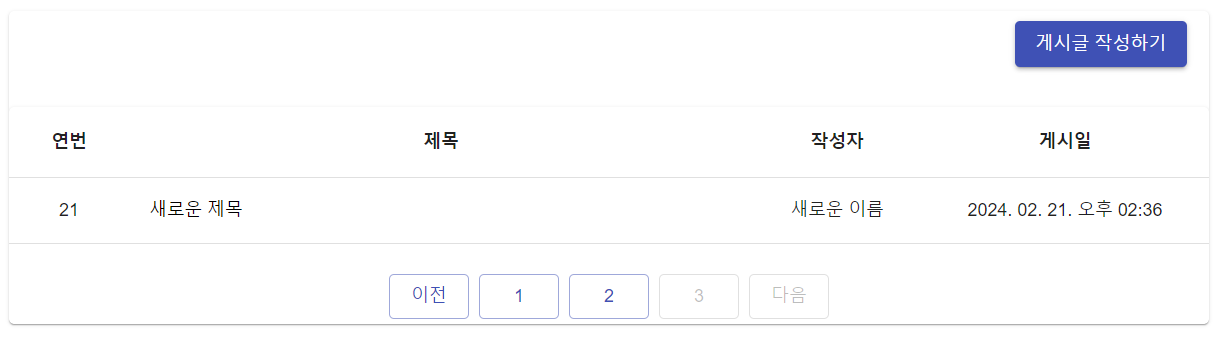 게시글 작성하기
연번 제목 작성자 게시일
21 새로운 제목 새로운 이름 2024. 02. 21. 오후 02:36
이전 1 2 3 다음